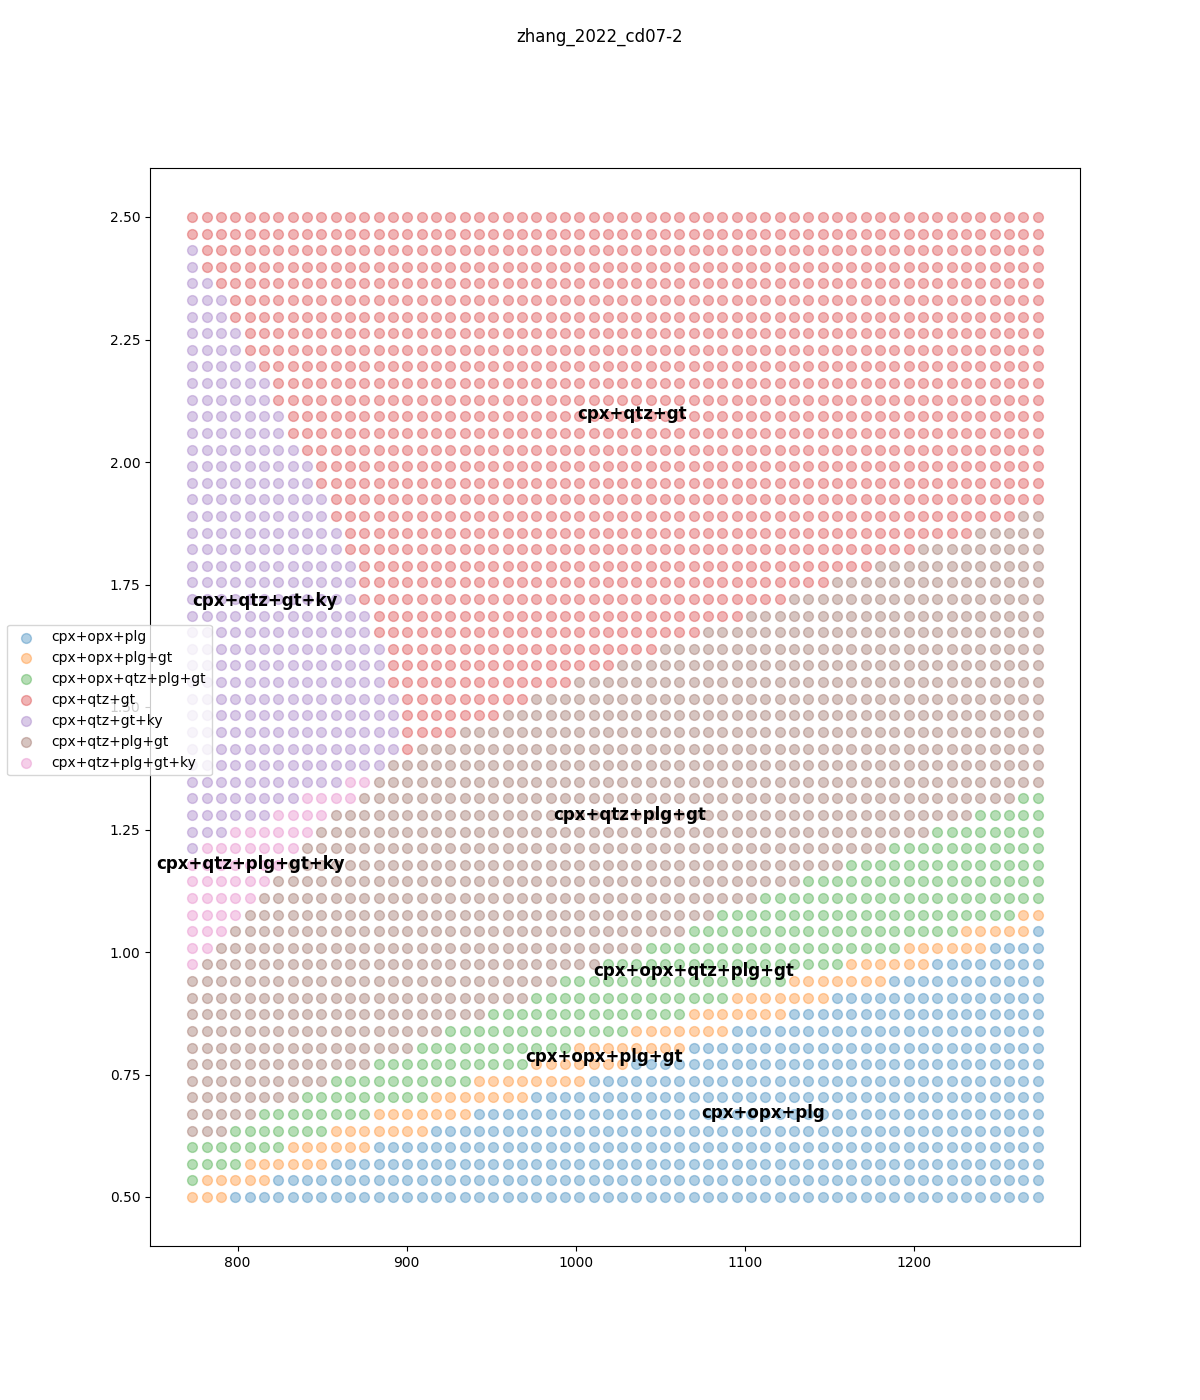 zhang_2022_cd07-2
2.50
2.25
2.00
1.75
1.50
1.25
1.00
0.75
0.50
cpx+qtz+gt
cpx+qtz+gt+ky
cpx+qtz+plg+gt
cpx+qtz+plg+gt+ky
cpx+opx+qtz+plg+gt
cpx+opx+plg+gt
cpx+opx+plg
cpx+opx+plg
cpx+opx+plg+gt
cpx+opx+qtz+plg+gt
cpx+qtz+gt
cpx+qtz+gt+ky
cpx+qtz+plg+gt
cpx+qtz+plg+gt+ky
800
900
1000
1100
1200